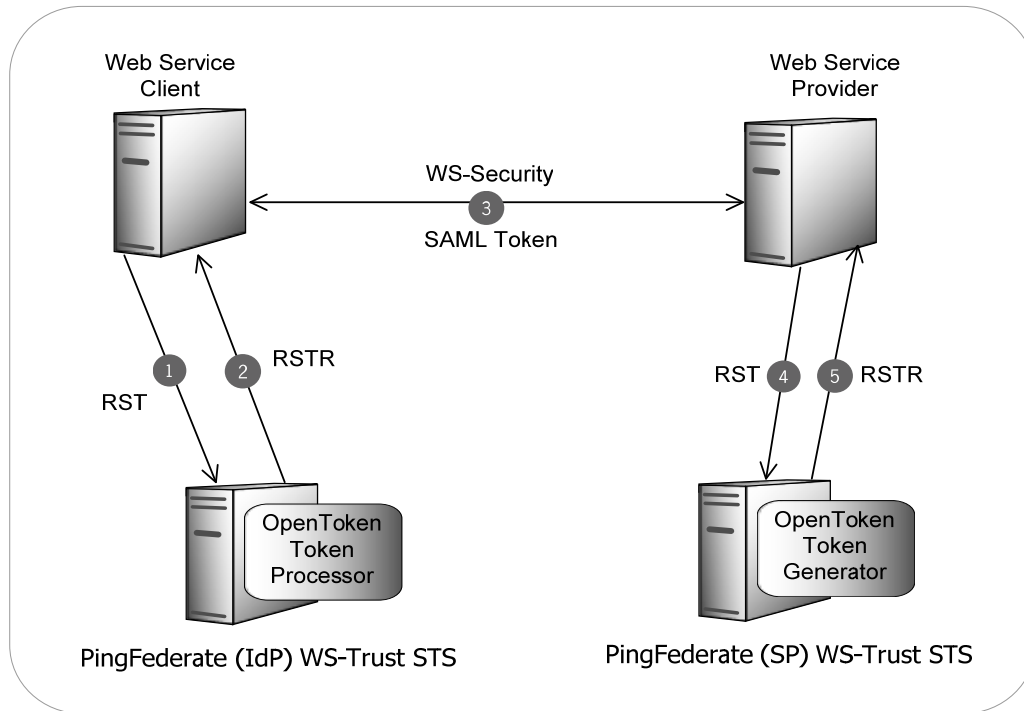 Web Service
Client
Web Service
Provider
WS-Security
3
SAML Token
1
RST
2
RSTR
RST
4
5
RSTR
OpenToken
Token
Processor
OpenToken
Token
Generator
PingFederate (IdP) WS-Trust STS
PingFederate (SP) WS-Trust STS